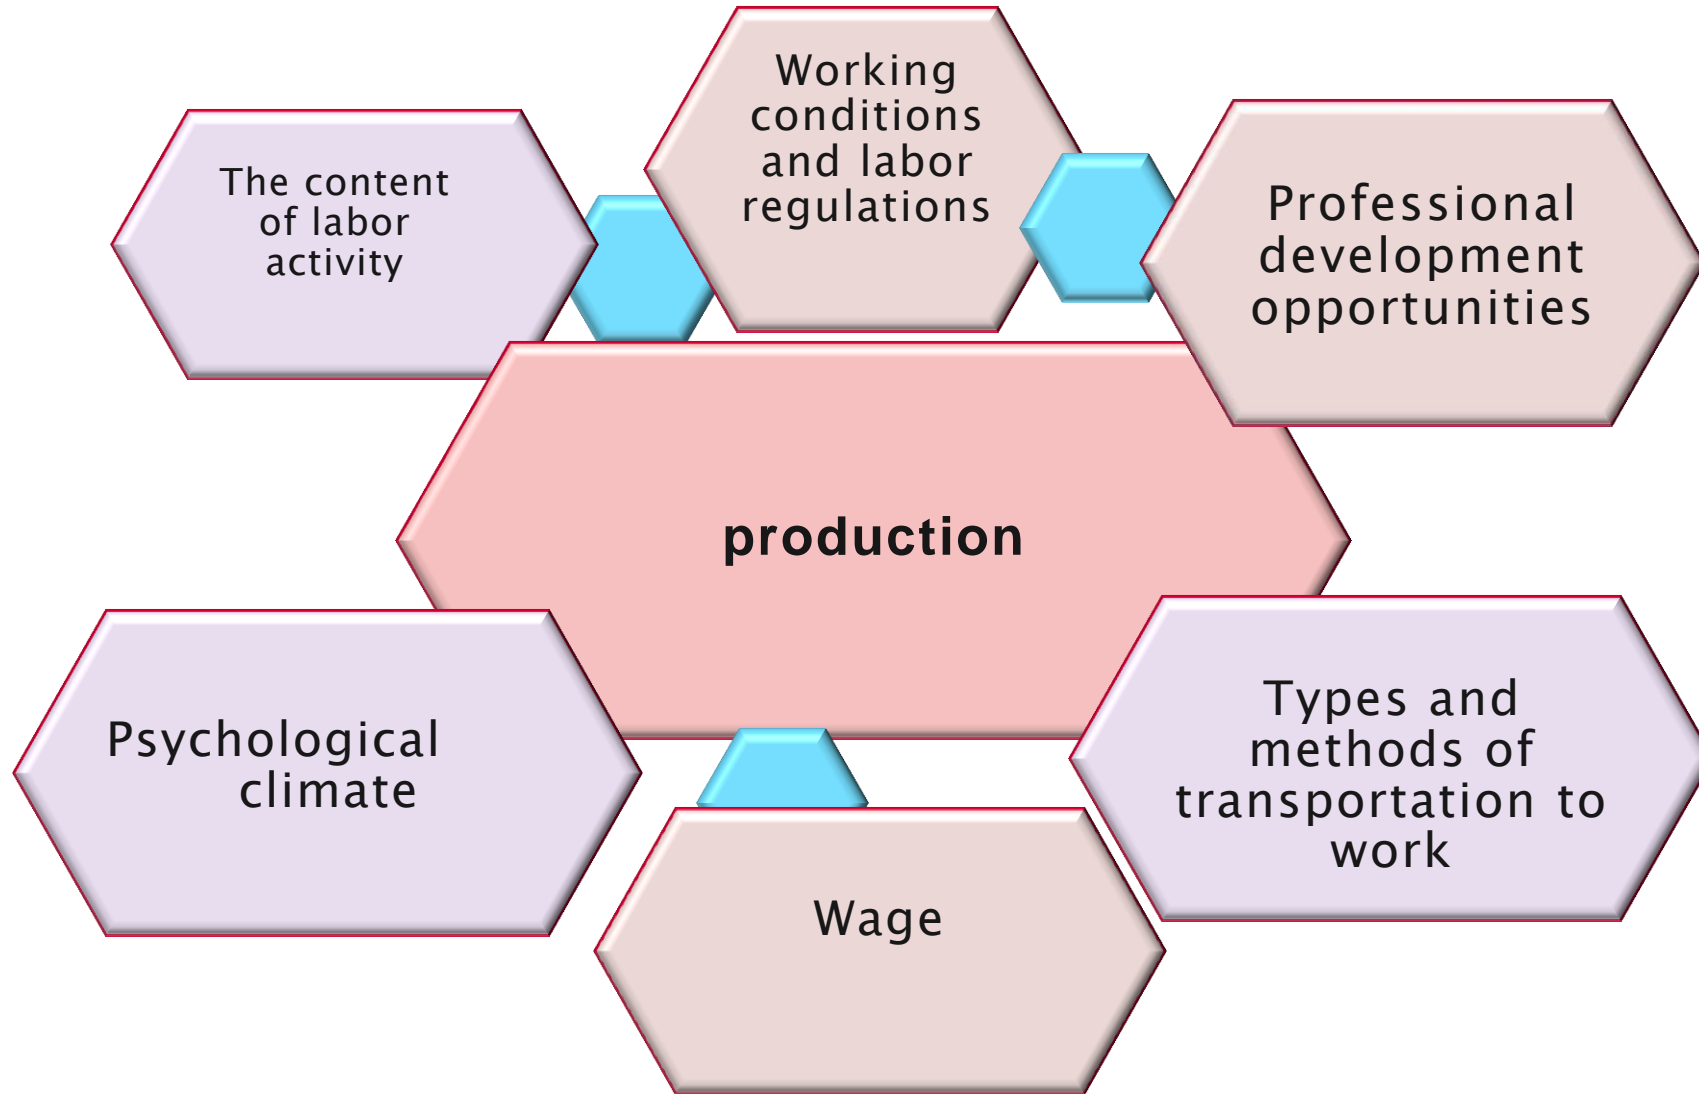 The content
of labor
activity
Working
conditions
and labor
regulations
Professional
development
opportunities
production
Psychological
climate
Types and
methods of
transportation to
work
Wage